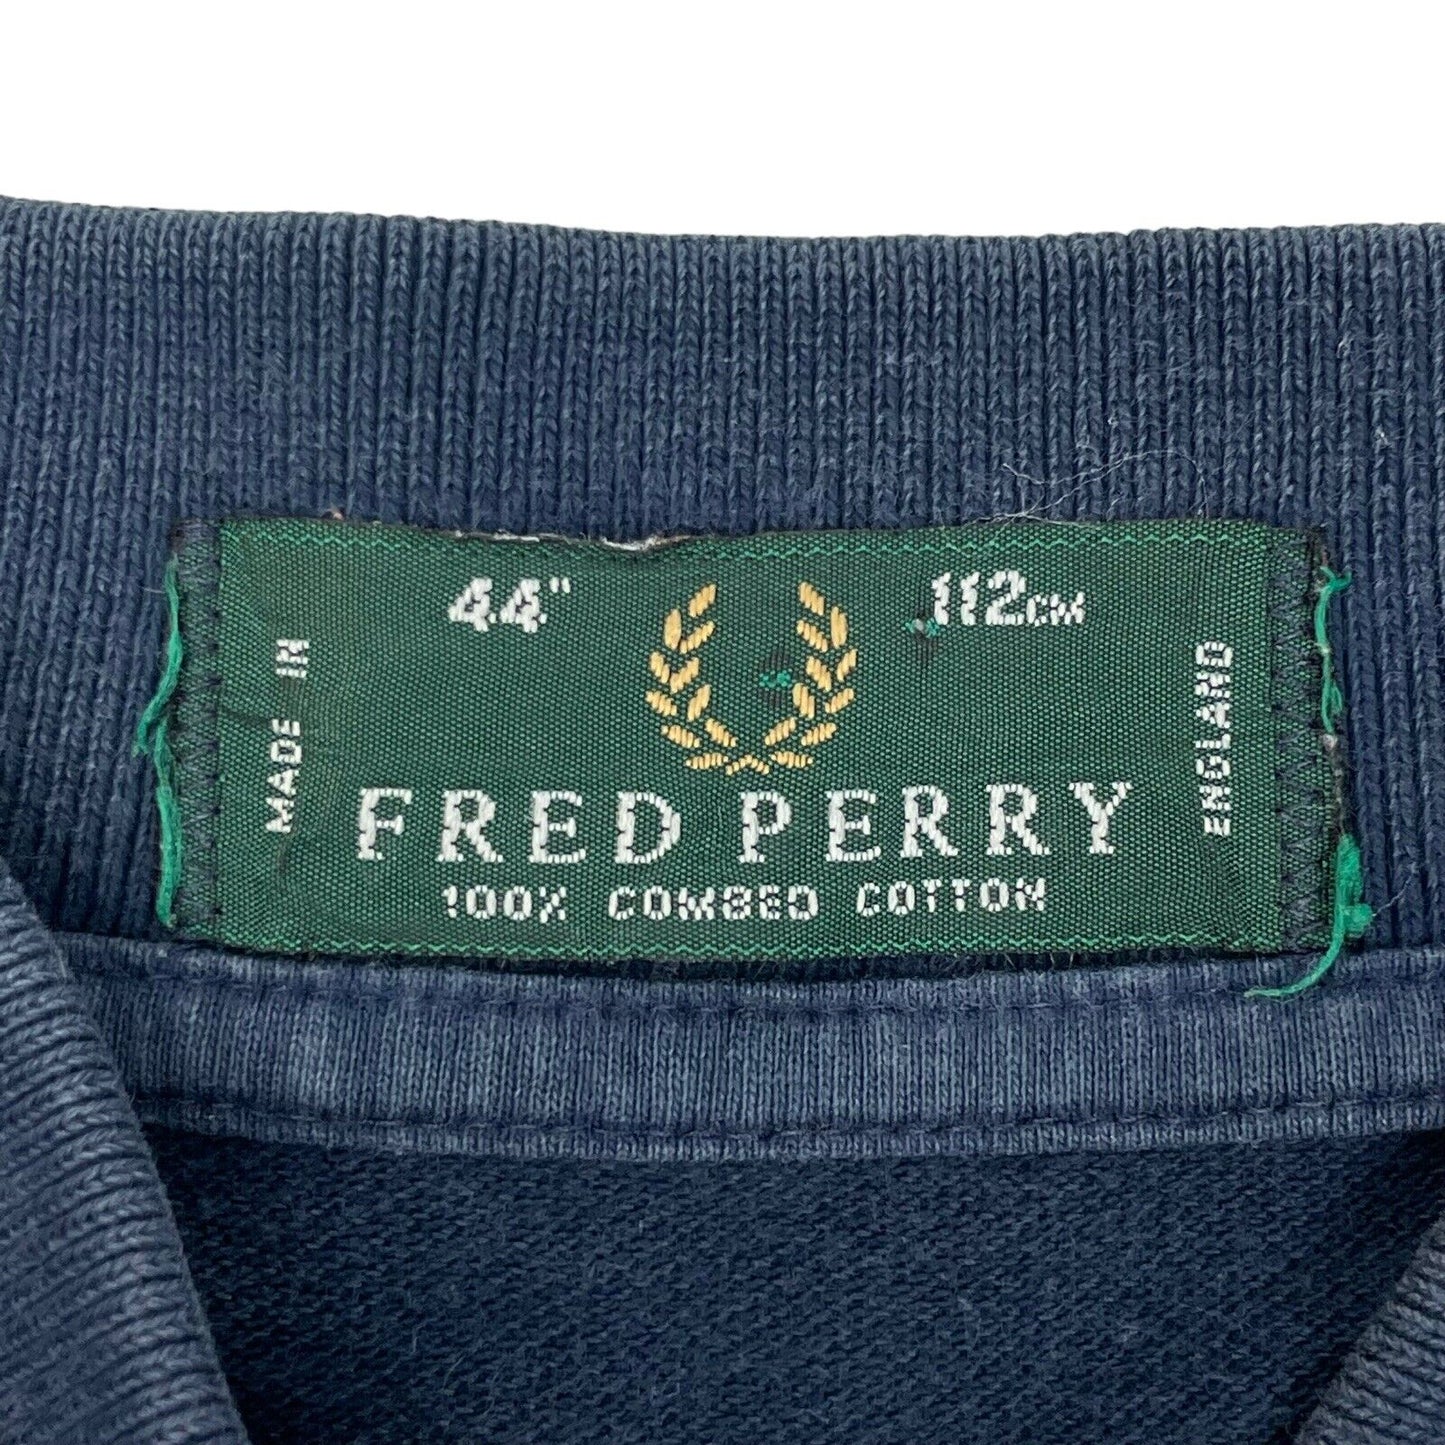 44" 112CM
MADE IN
ENGLAND
FRED PERRY
100% COMBED COTTON